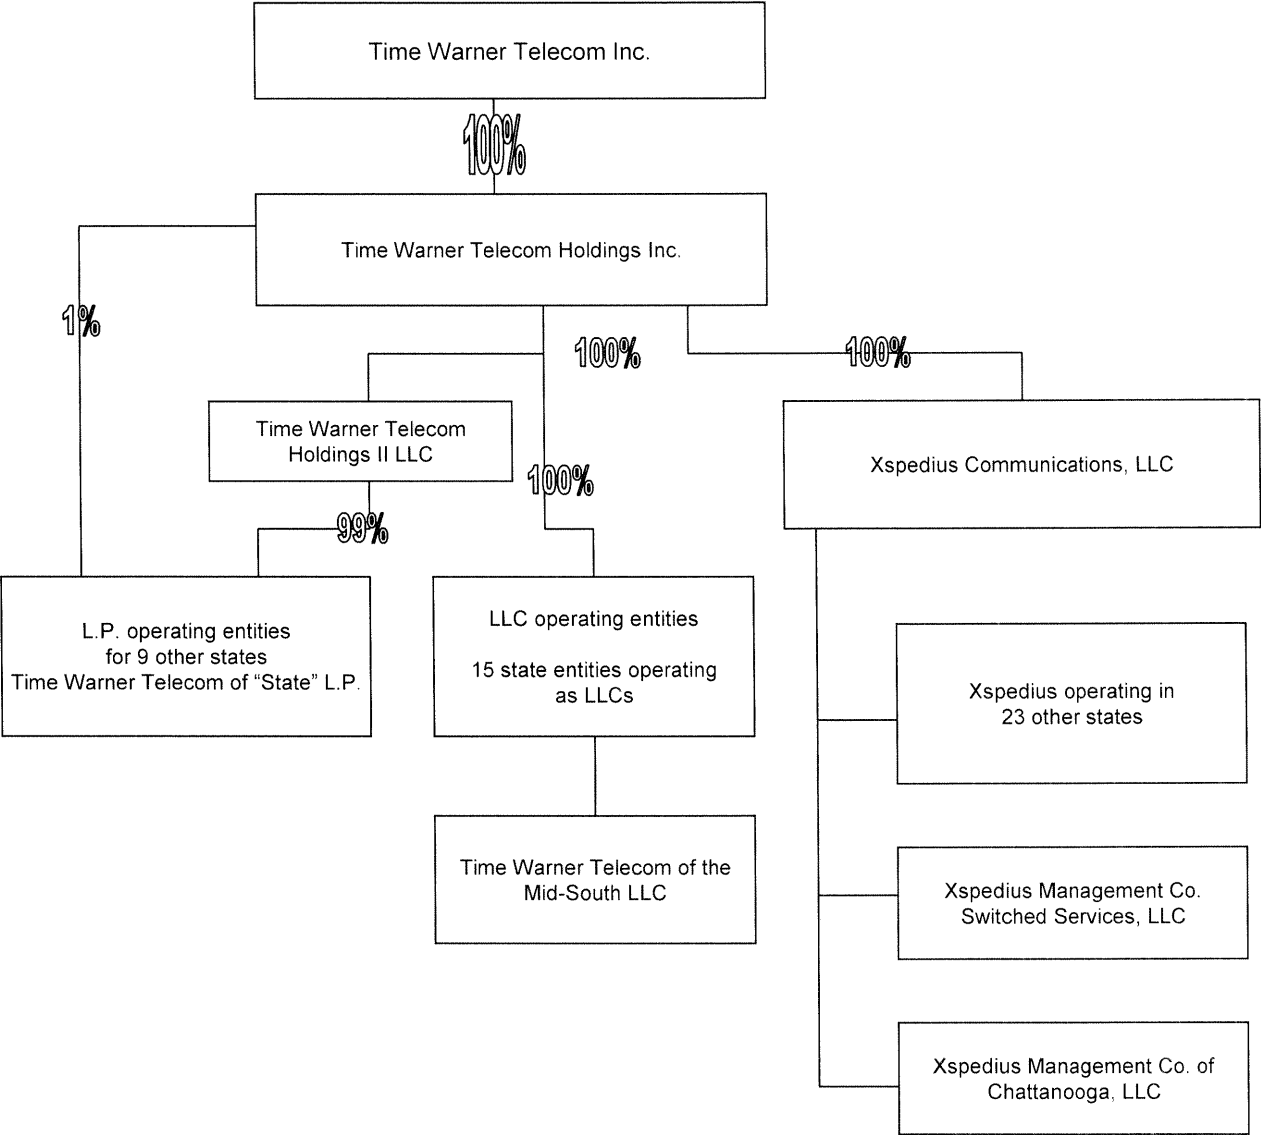 Time Warner Telecom Inc.
100%
Time Warner Telecom Holdings Inc.
1%
100%
100%
Time Warner Telecom
Holdings II LLC
Xspedius Communications, LLC
100%
99%
L.P. operating entities
for 9 other states
Time Warner Telecom of “State” L.P.
LLC operating entities
15 state entities operating
as LLCs
Xspedius operating in
23 other states
Time Warner Telecom of the
Mid-South LLC
Xspedius Management Co.
Switched Services, LLC
Xspedius Management Co. of
Chattanooga, LLC